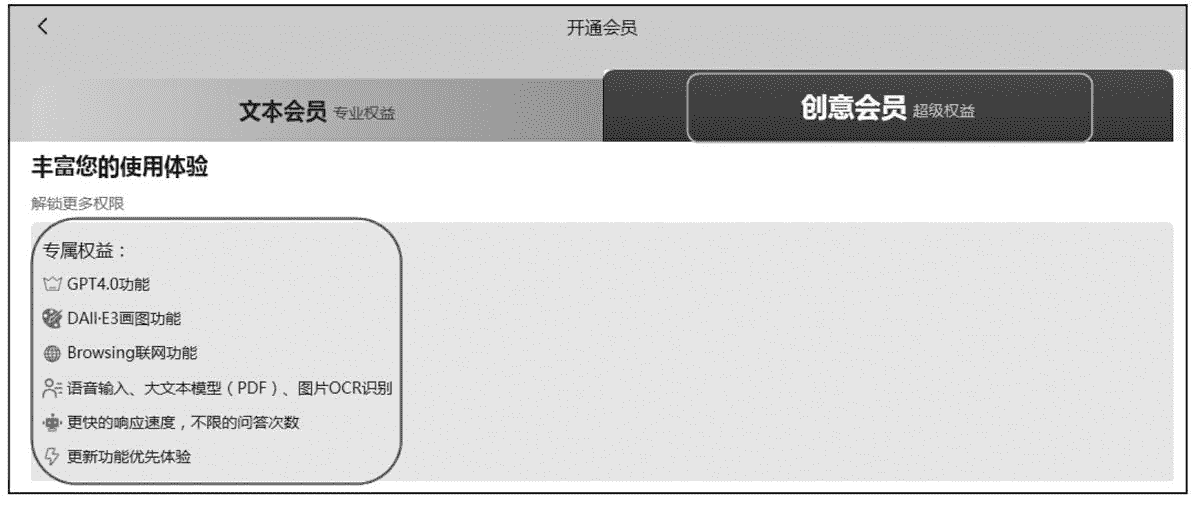 开通会员
文本会员 专业权益
创意会员 超级权益
丰富您的使用体验
解锁更多权限
专属权益：
GPT4.0功能
DAll·E3画图功能
Browsing联网功能
语音输入、大文本模型（PDF）、图片OCR识别
更快的响应速度，不限的问答次数
更新功能优先体验